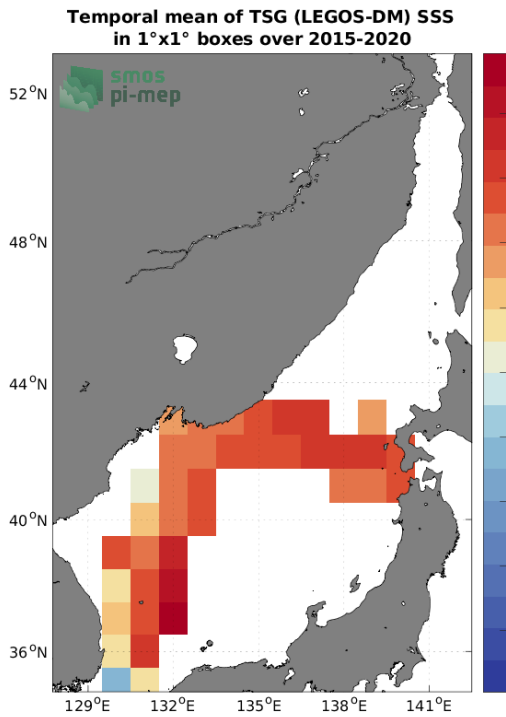 Temporal mean of TSG (LEGOS-DM) SSS
in 1°x1° boxes over 2015-2020
smos
pi-mep
52°N
48°N
44°N
40°N
36°N
129°E 132°E 135°E 138°E 141°E